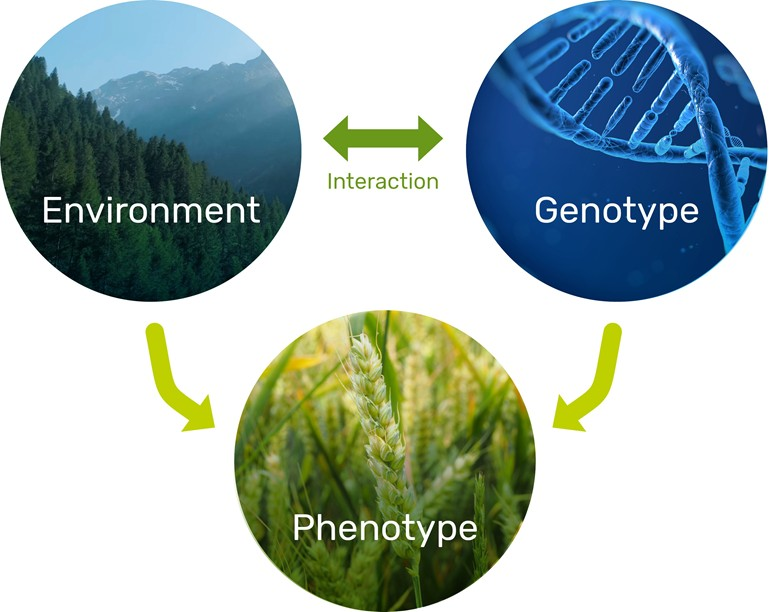 Environment
Interaction
Genotype
Phenotype